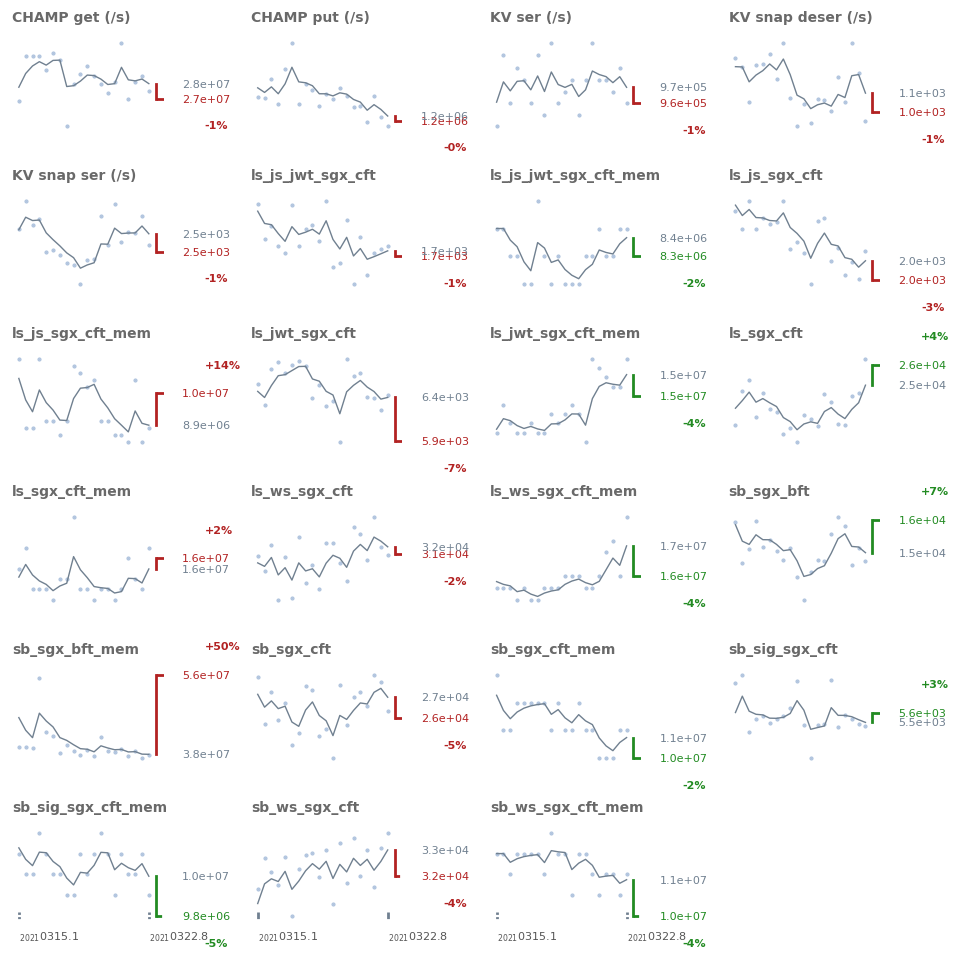 CHAMP get (/s)
2.8e+07
2.7e+07
-1%
CHAMP put (/s)
1.2e+06
1.2e+06
-0%
KV ser (/s)
9.7e+05
9.6e+05
-1%
KV snap deser (/s)
1.1e+03
1.0e+03
-1%
KV snap ser (/s)
2.5e+03
2.5e+03
-1%
ls_js_jwt_sgx_cft
1.7e+03
1.7e+03
-1%
ls_js_jwt_sgx_cft_mem
8.4e+06
8.3e+06
-2%
ls_js_sgx_cft
2.0e+03
2.0e+03
-3%
ls_js_sgx_cft_mem
+14%
1.0e+07
8.9e+06
ls_jwt_sgx_cft
6.4e+03
5.9e+03
-7%
ls_jwt_sgx_cft_mem
1.5e+07
1.5e+07
-4%
ls_sgx_cft
+4%
2.6e+04
2.5e+04
ls_sgx_cft_mem
+2%
1.6e+07
1.6e+07
ls_ws_sgx_cft
3.2e+04
3.1e+04
-2%
ls_ws_sgx_cft_mem
1.7e+07
1.6e+07
-4%
sb_sgx_bft
+7%
1.6e+04
1.5e+04
sb_sgx_bft_mem
+50%
5.6e+07
3.8e+07
sb_sgx_cft
2.7e+04
2.6e+04
-5%
sb_sgx_cft_mem
1.1e+07
1.0e+07
-2%
sb_sig_sgx_cft
+3%
5.6e+03
5.5e+03
sb_sig_sgx_cft_mem
1.0e+07
9.8e+06
-5%
2021 0315.1
2021 0322.8
sb_ws_sgx_cft
3.3e+04
3.2e+04
-4%
2021 0315.1
2021 0322.8
sb_ws_sgx_cft_mem
1.1e+07
1.0e+07
-4%
2021 0315.1
2021 0322.8